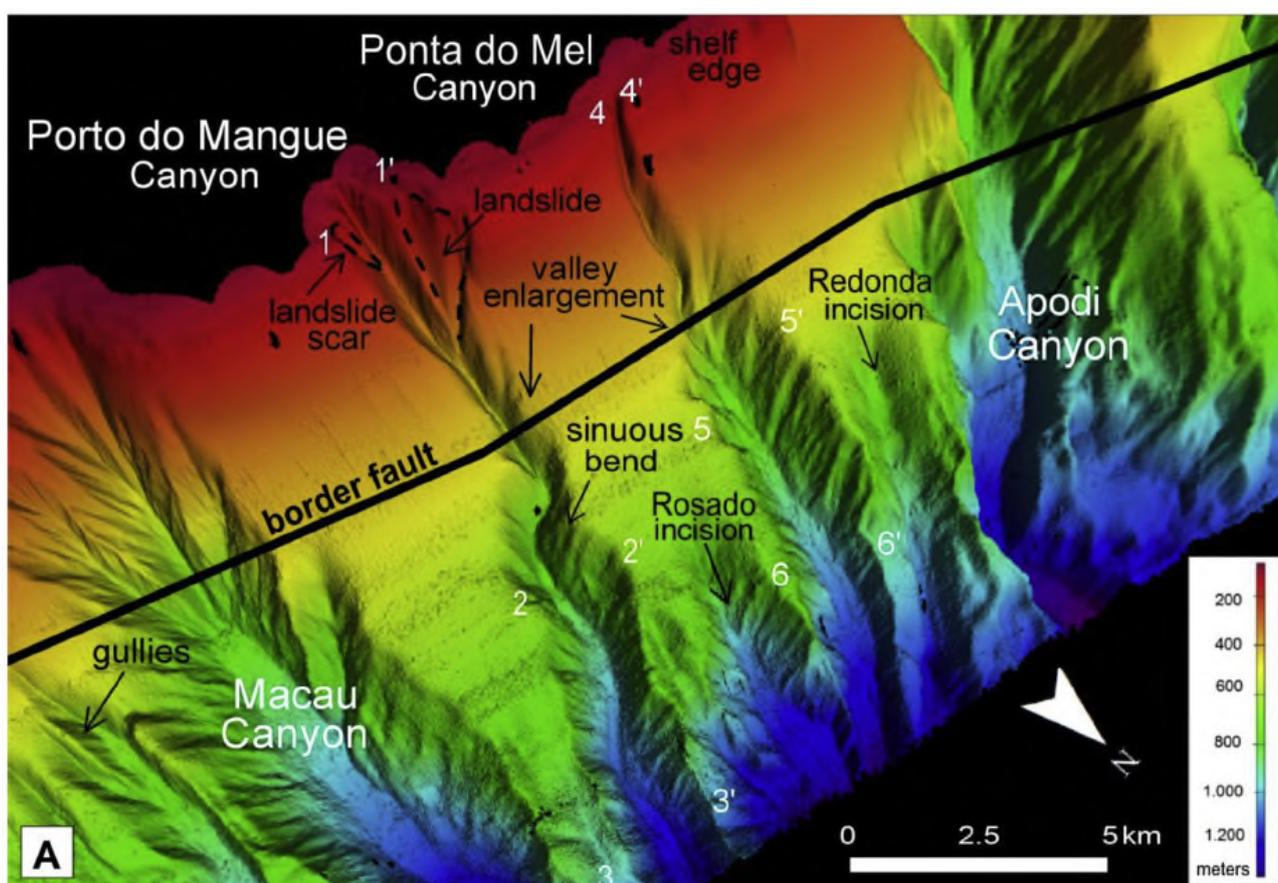 Ponta do Mel
Canyon
shelf
edge
4'
4
Porto do Mangue
Canyon
1'
landslide
1
landslide
scar
valley
enlargement
Redonda
incision
5'
Apodi
Canyon
border fault
sinuous
bend
5
Rosado
incision
2'
6'
6
2
gullies
Macau
Canyon
3'
3
N
0 2.5 5 km
200
400
600
800
1.000
1.200
meters
A